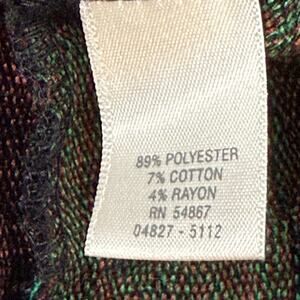 89% POLYESTER
7% COTTON
4% RAYON
RN 54867
04827 - 5112